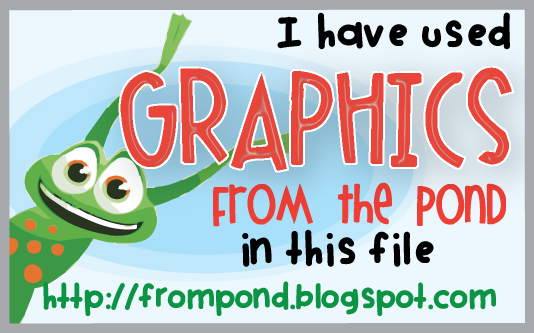 I have used
GRAPHICS
FROM the POND
in this file
http://frompond.blogspot.com